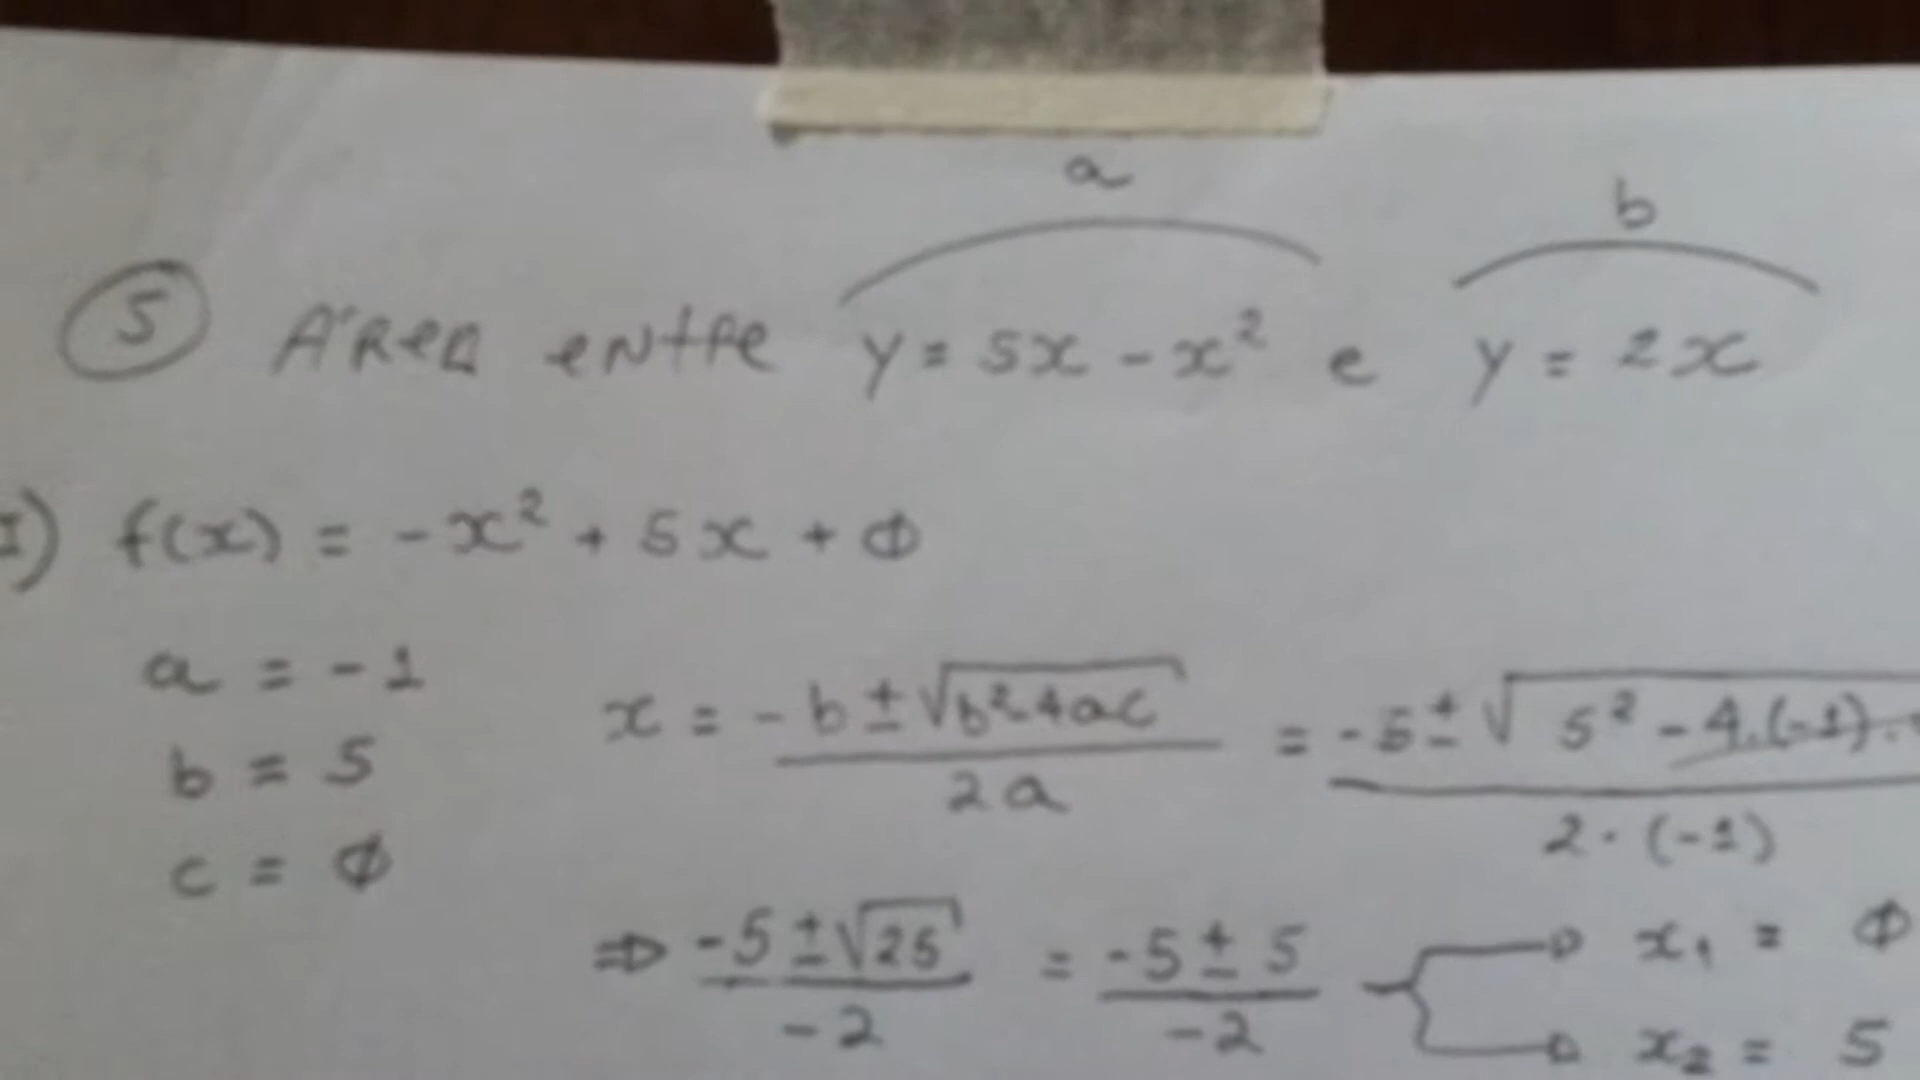 a b
⑤ ÁReA entRe y = 5x - x² e y = 2x
I) f(x) = -x² + 5x + 0
a = -1
b = 5
c = 0
x = -b ± √b²-4ac / 2a = -5 ± √5² - 4.(-1). / 2·(-1)
⇒ -5 ± √25 / -2 = -5 ± 5 / -2
x₁ = 0
x₂ = 5